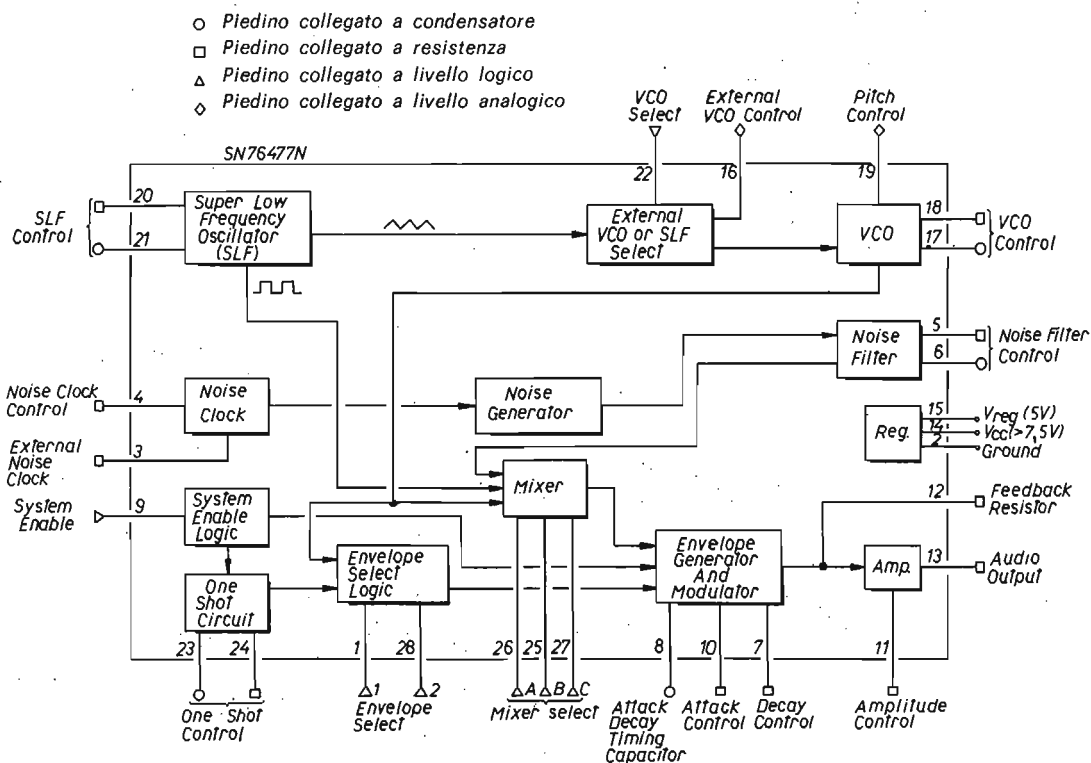 Piedino collegato a condensatore
Piedino collegato a resistenza
Piedino collegato a livello logico
Piedino collegato a livello analogico
VCO
Select
External
VCO Control
Pitch
Control
SN76477N
22
16
19
20
21
SLF
Control
Super Low
Frequency
Oscillator
(SLF)
External
VCO or SLF
Select
VCO
18
17
VCO
Control
Noise
Filter
5
6
Noise Filter
Control
Noise Clock
Control
4
Noise
Clock
Noise
Generator
External
Noise
Clock
3
Reg.
15
14
2
Vreg (5V)
Vcc(>7,5V)
Ground
System
Enable
9
System
Enable
Logic
Mixer
12
Feedback
Resistor
One
Shot
Circuit
Envelope
Select
Logic
Envelope
Generator
And
Modulator
Amp.
13
Audio
Output
23
24
1
28
26
25
27
8
10
7
11
One Shot
Control
1
2
Envelope
Select
A
B
C
Mixer select
Attack
Decay
Timing
Capacitor
Attack
Control
Decay
Control
Amplitude
Control